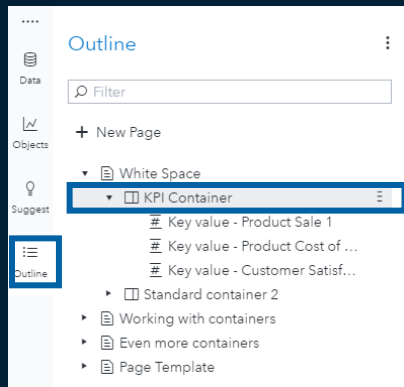 Outline
Data
Filter
Objects
+ New Page
White Space
Suggest
KPI Container
Key value - Product Sale 1
Key value - Product Cost of ...
Outline
Key value - Customer Satisf...
Standard container 2
Working with containers
Even more containers
Page Template